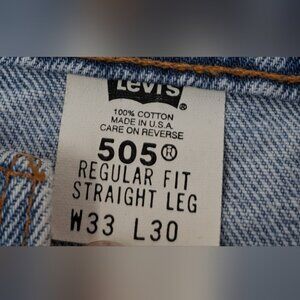 Levi's
®
100% COTTON
MADE IN U.S.A.
CARE ON REVERSE
505®
REGULAR FIT
STRAIGHT LEG
W33 L30